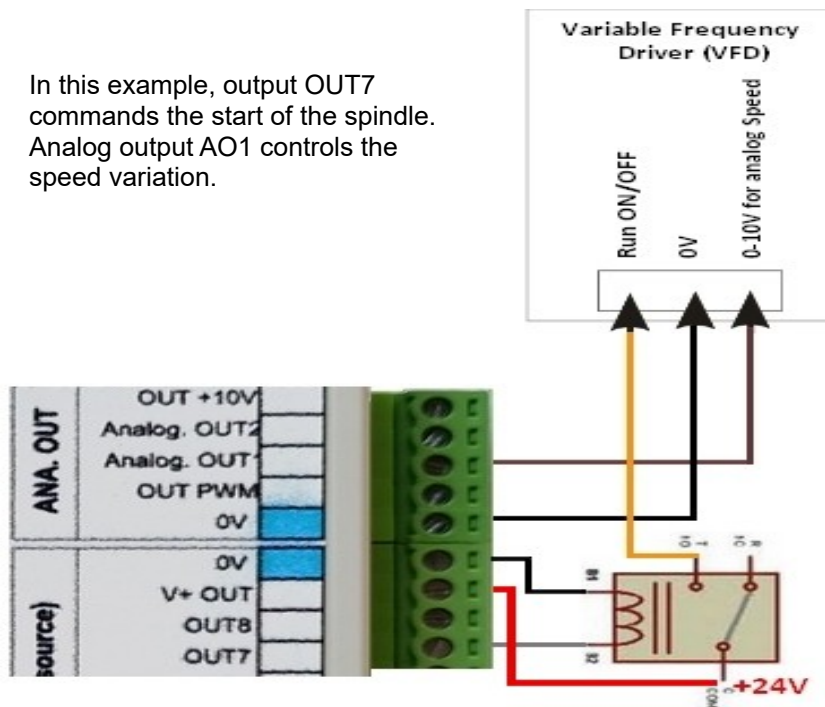 Variable Frequency
Driver (VFD)
In this example, output OUT7
commands the start of the spindle.
Analog output AO1 controls the
speed variation.
Run ON/OFF
0V
0-10V for analog Speed
ANA. OUT
OUT +10V
Analog. OUT2
Analog. OUT1
OUT PWM
0V
source)
0V
V+ OUT
OUT8
OUT7
B1
B2
+24V